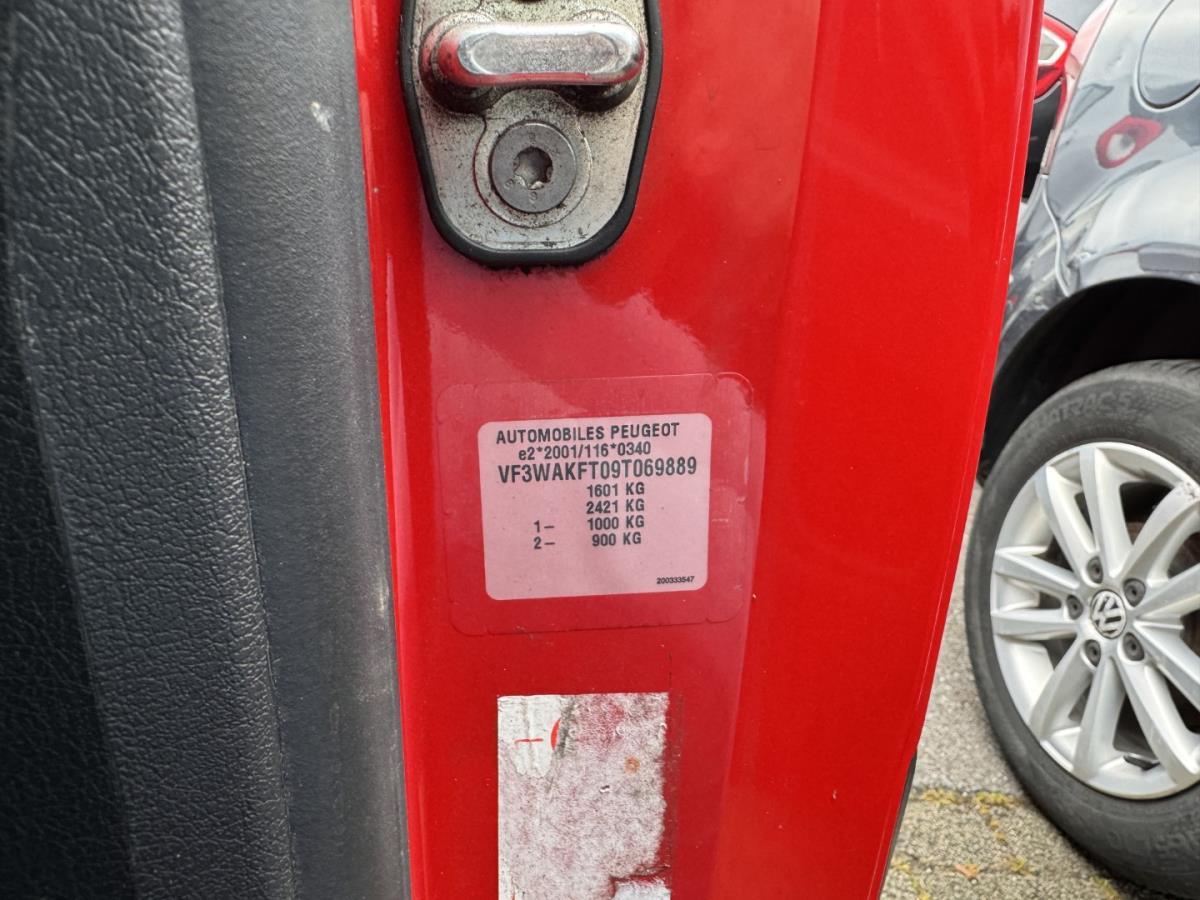 AUTOMOBILES PEUGEOT
e2*2001/116*0340
VF3WAKFT09T069889
1601 KG
2421 KG
1– 1000 KG
2– 900 KG
200333547